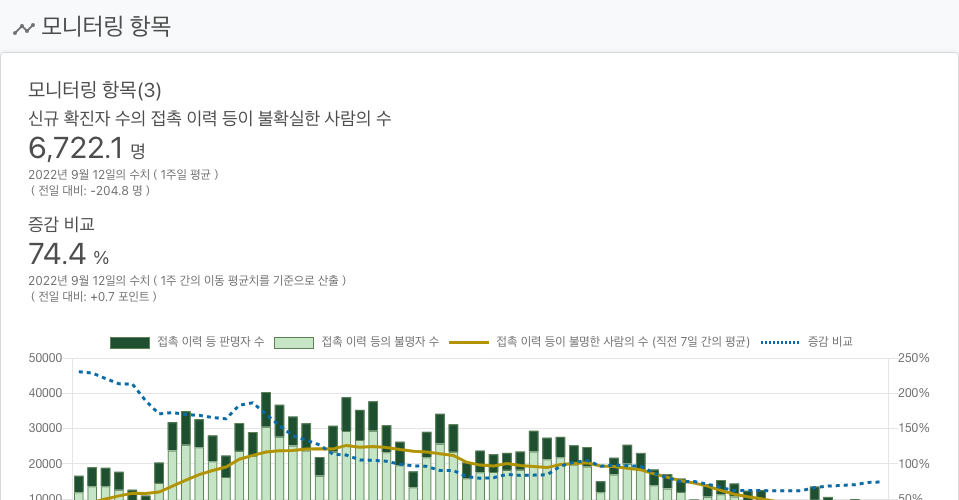 모니터링 항목
모니터링 항목(3)
신규 확진자 수의 접촉 이력 등이 불확실한 사람의 수
6,722.1 명
2022년 9월 12일의 수치 ( 1주일 평균 )
( 전일 대비: -204.8 명 )
증감 비교
74.4 %
2022년 9월 12일의 수치 ( 1주 간의 이동 평균치를 기준으로 산출 )
( 전일 대비: +0.7 포인트 )
접촉 이력 등 판명자 수 접촉 이력 등의 불명자 수 접촉 이력 등이 불명한 사람의 수 (직전 7일 간의 평균) 증감 비교
50000 250%
40000 200%
30000 150%
20000 100%
10000 50%